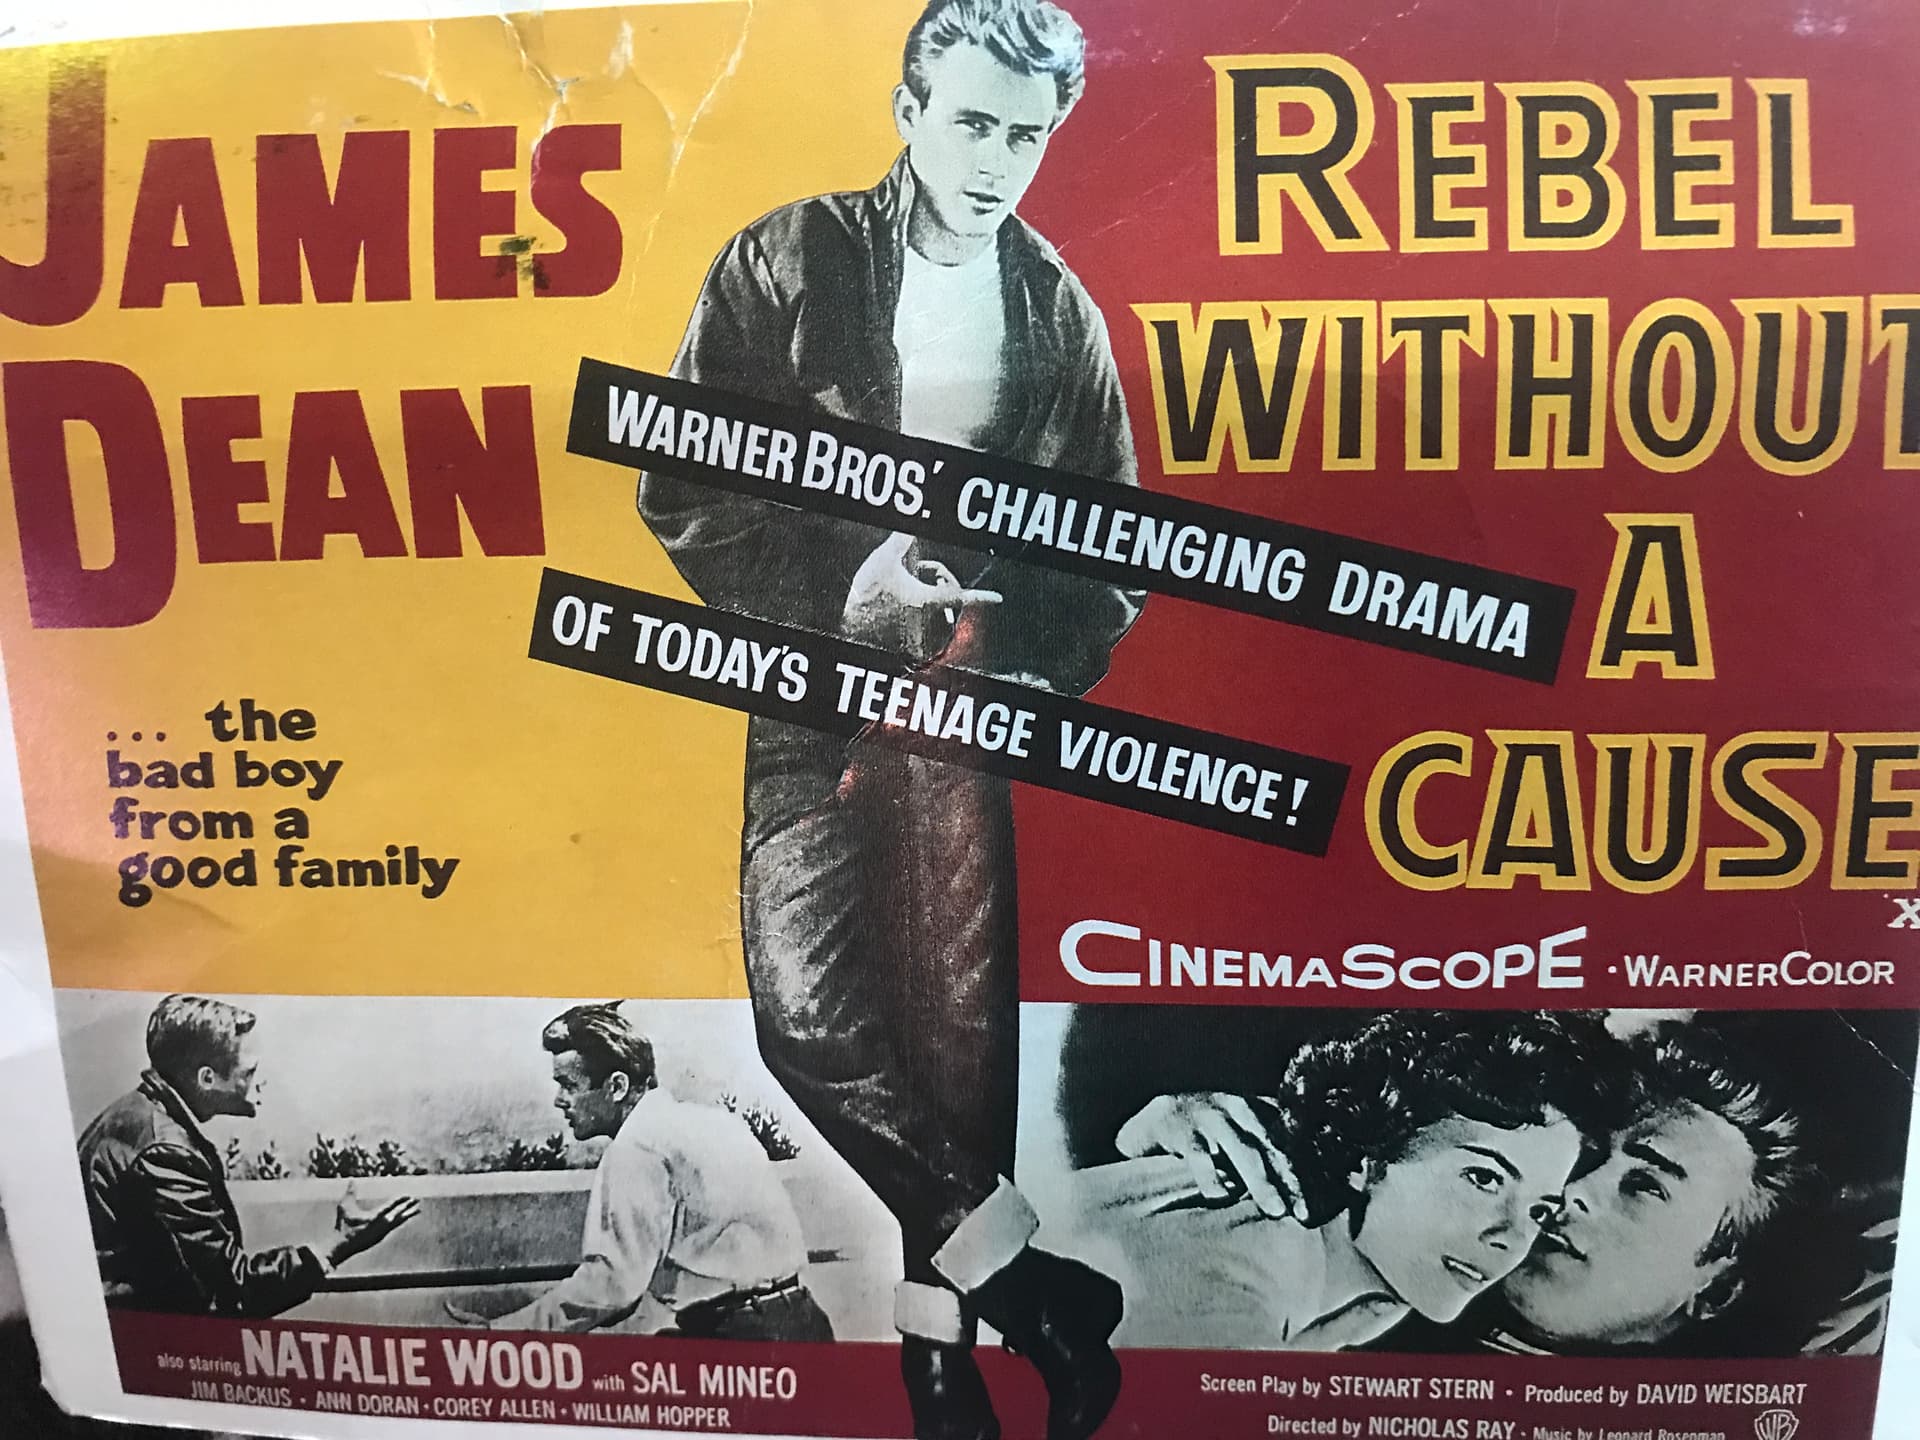 JAMES
DEAN
... the
bad boy
from a
good family
WARNER BROS.' CHALLENGING DRAMA
OF TODAY'S TEENAGE VIOLENCE!
REBEL
WITHOUT
A
CAUSE
X
CINEMASCOPE · WARNERCOLOR
also starring NATALIE WOOD with SAL MINEO
JIM BACKUS · ANN DORAN · COREY ALLEN · WILLIAM HOPPER
Screen Play by STEWART STERN · Produced by DAVID WEISBART
Directed by NICHOLAS RAY · Music by Leonard Rosenman
WB